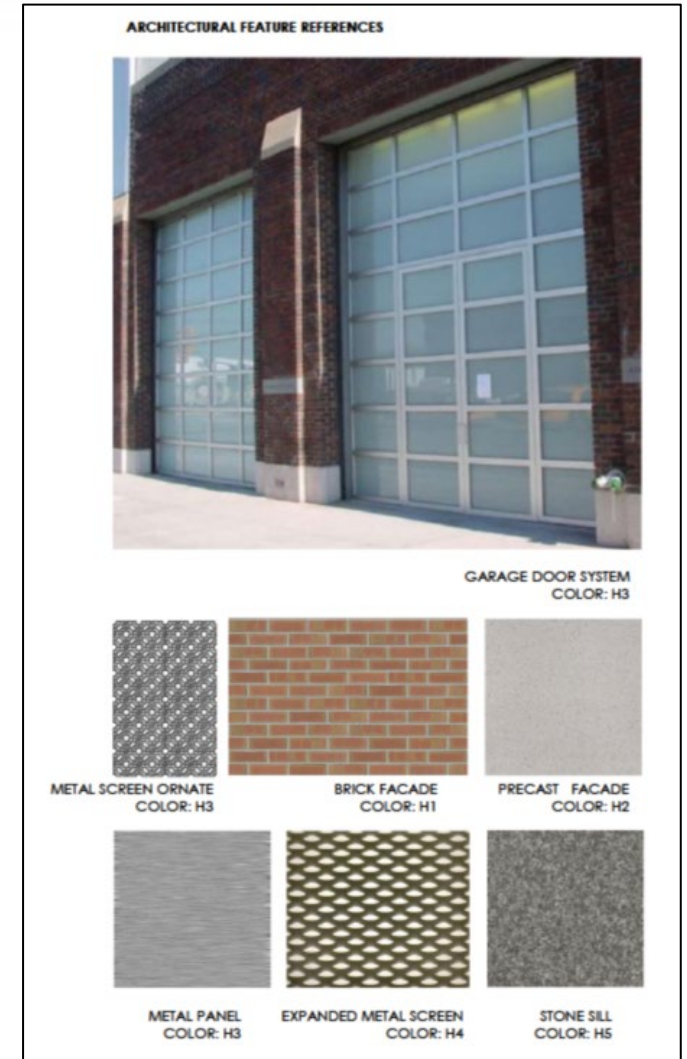 ARCHITECTURAL FEATURE REFERENCES
GARAGE DOOR SYSTEM
COLOR: H3
METAL SCREEN ORNATE
COLOR: H3
BRICK FACADE
COLOR: H1
PRECAST FACADE
COLOR: H2
METAL PANEL
COLOR: H3
EXPANDED METAL SCREEN
COLOR: H4
STONE SILL
COLOR: H5